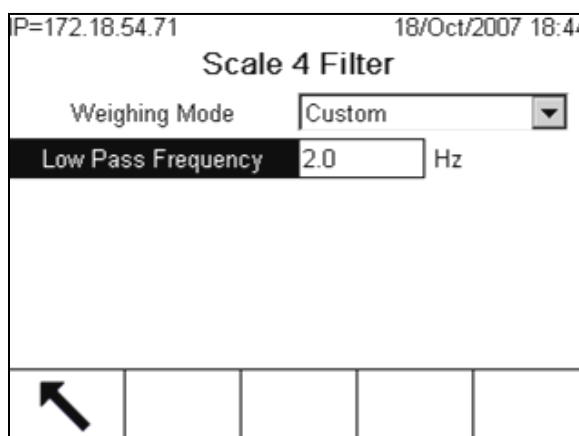 IP=172.18.54.71 18/Oct/2007 18:44
Scale 4 Filter
Weighing Mode Custom
Low Pass Frequency 2.0 Hz